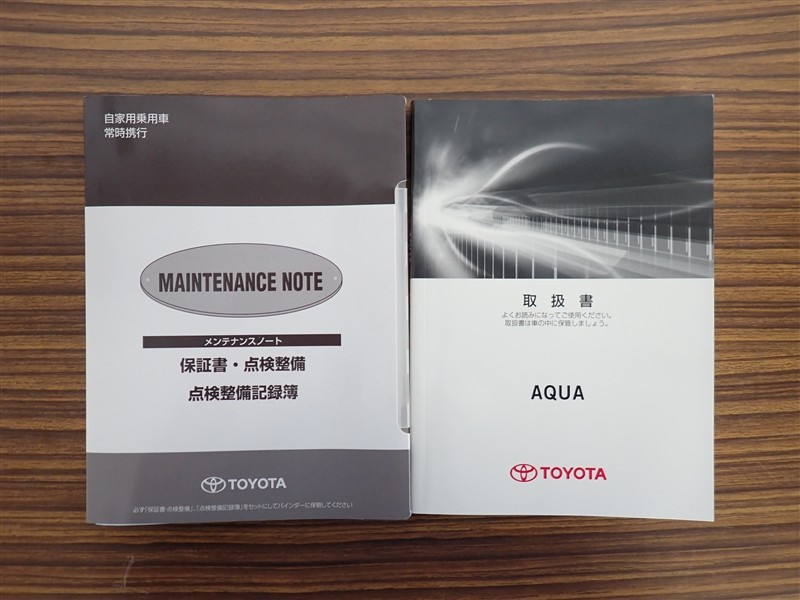 自家用乗用車
常時携行
MAINTENANCE NOTE
メンテナンスノート
保証書・点検整備
点検整備記録簿
TOYOTA
必ず「保証書・点検整備」、「点検整備記録簿」をセットにしてバインダーに保管してください
取扱書
よくお読みになってご使用ください。
取扱書は車の中に保管しましょう。
AQUA
TOYOTA